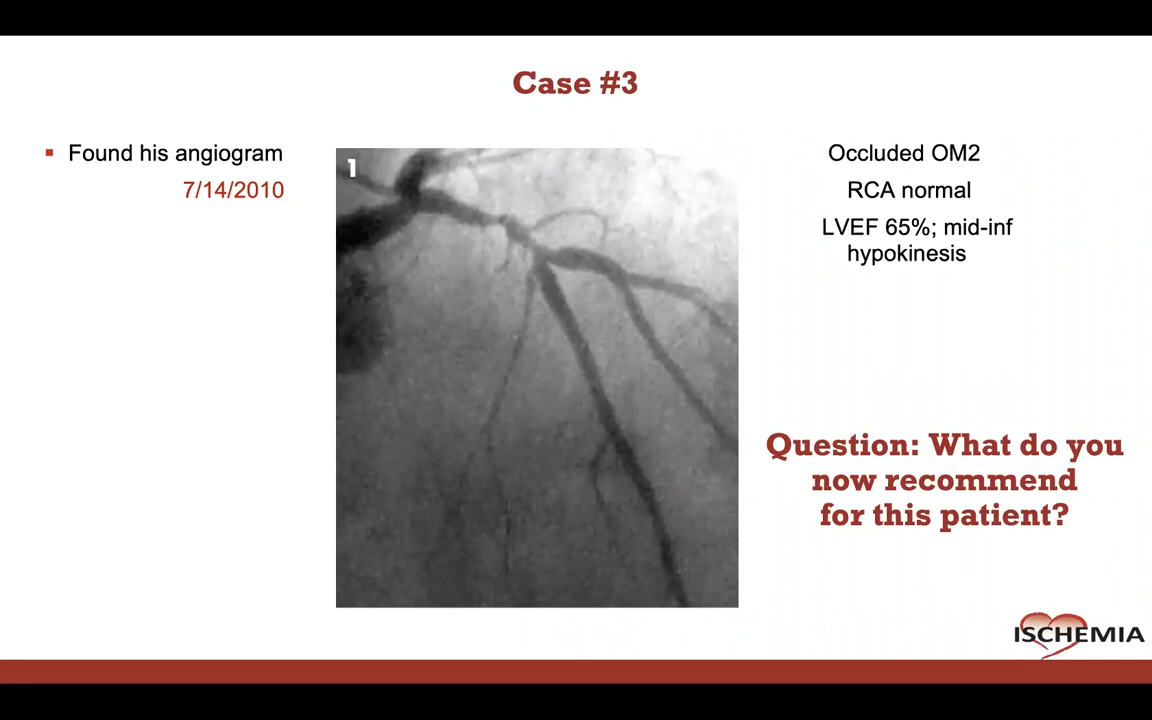 Case #3
Found his angiogram
7/14/2010
1
Occluded OM2
RCA normal
LVEF 65%; mid-inf
hypokinesis
Question: What do you
now recommend
for this patient?
ISCHEMIA